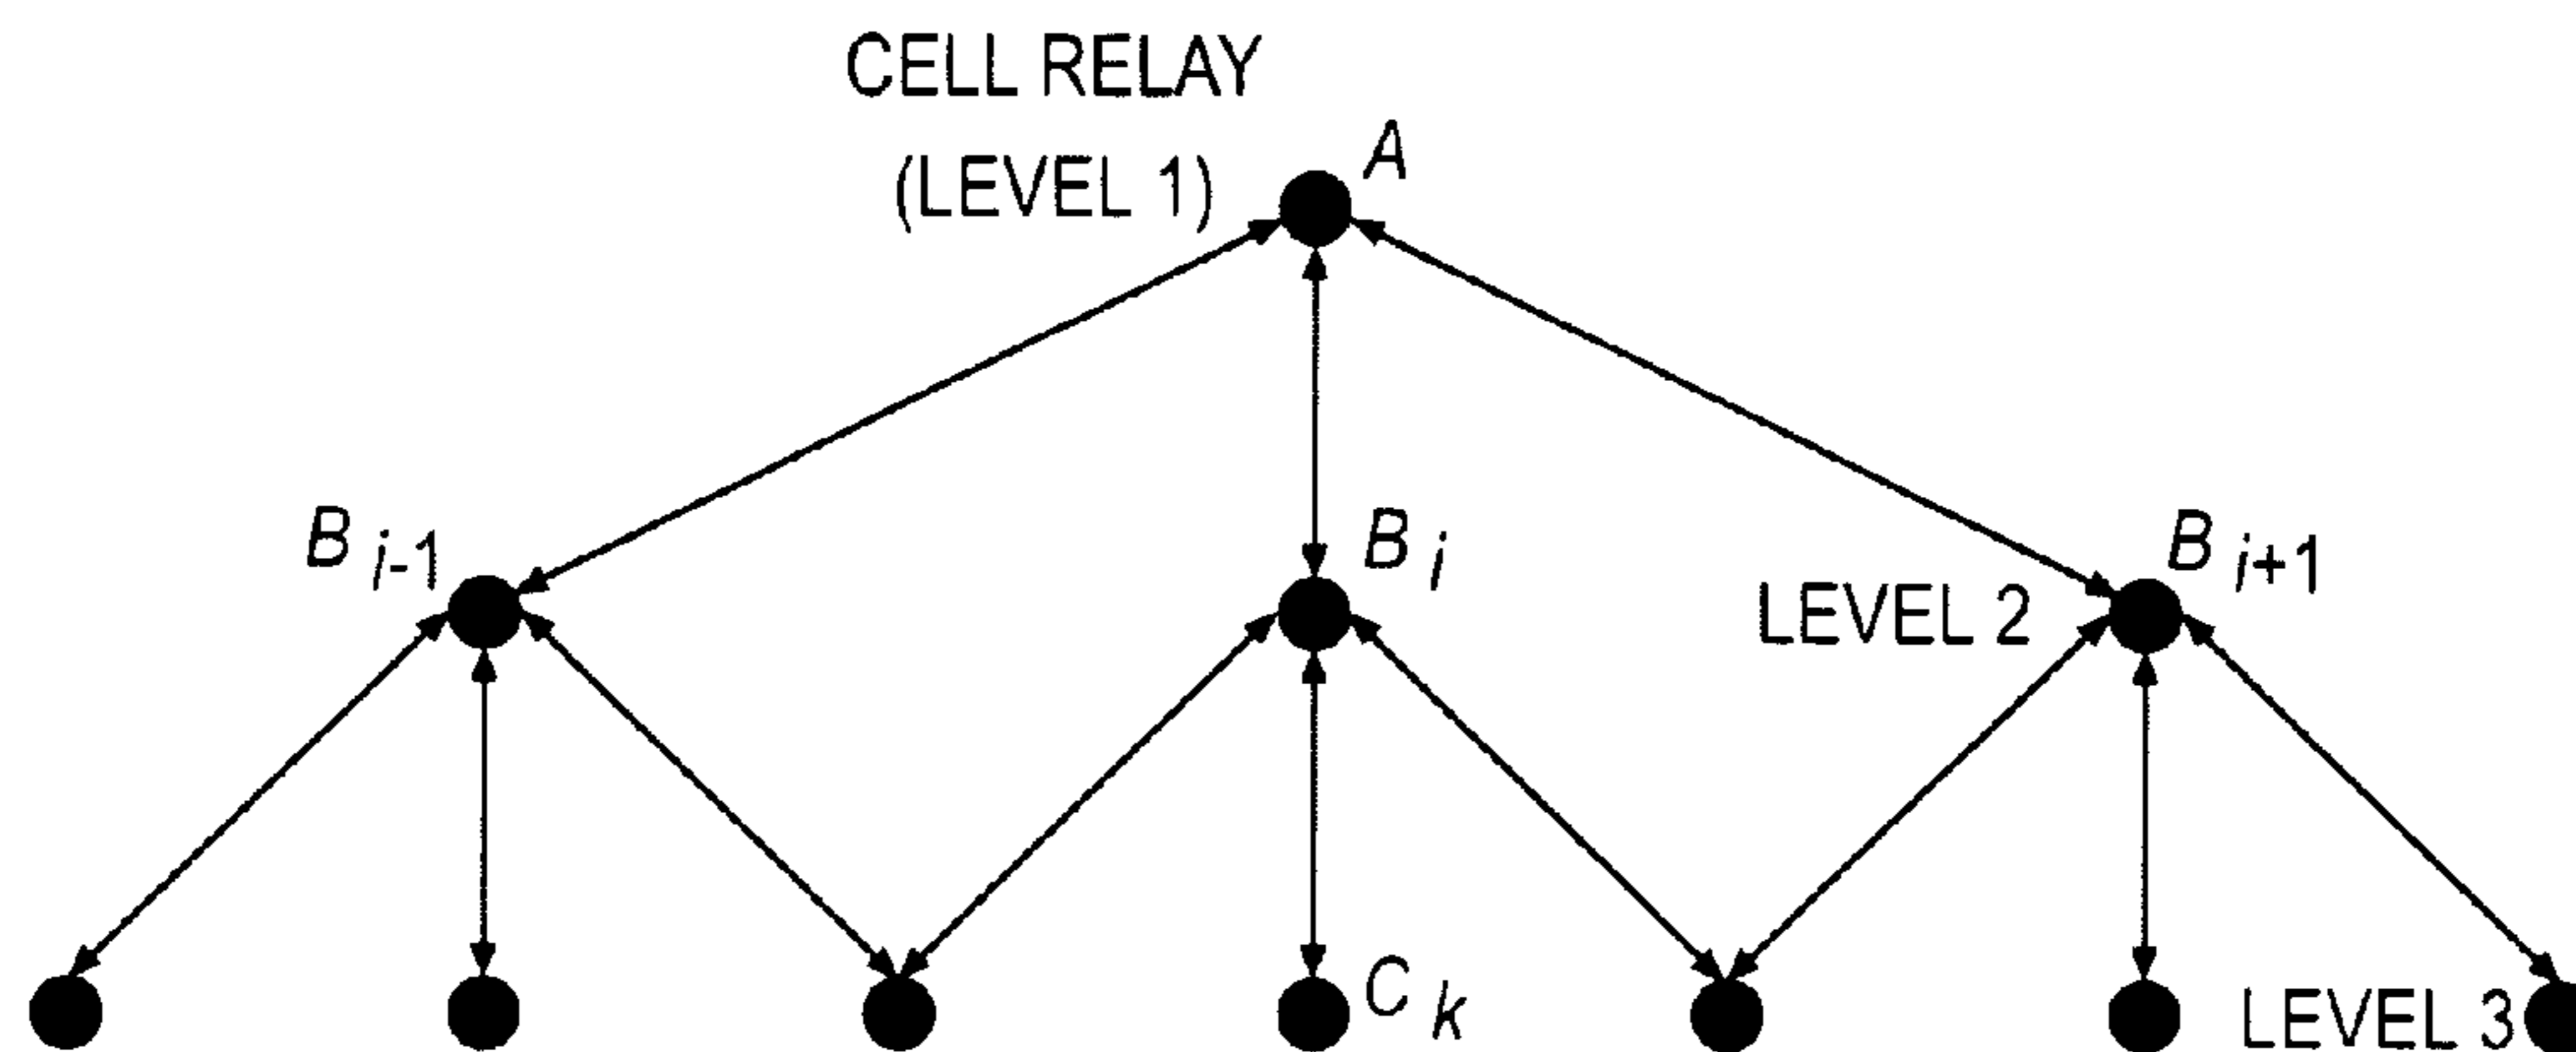 CELL RELAY
(LEVEL 1)
A
B i-1
B i
B i+1
LEVEL 2
C k
LEVEL 3